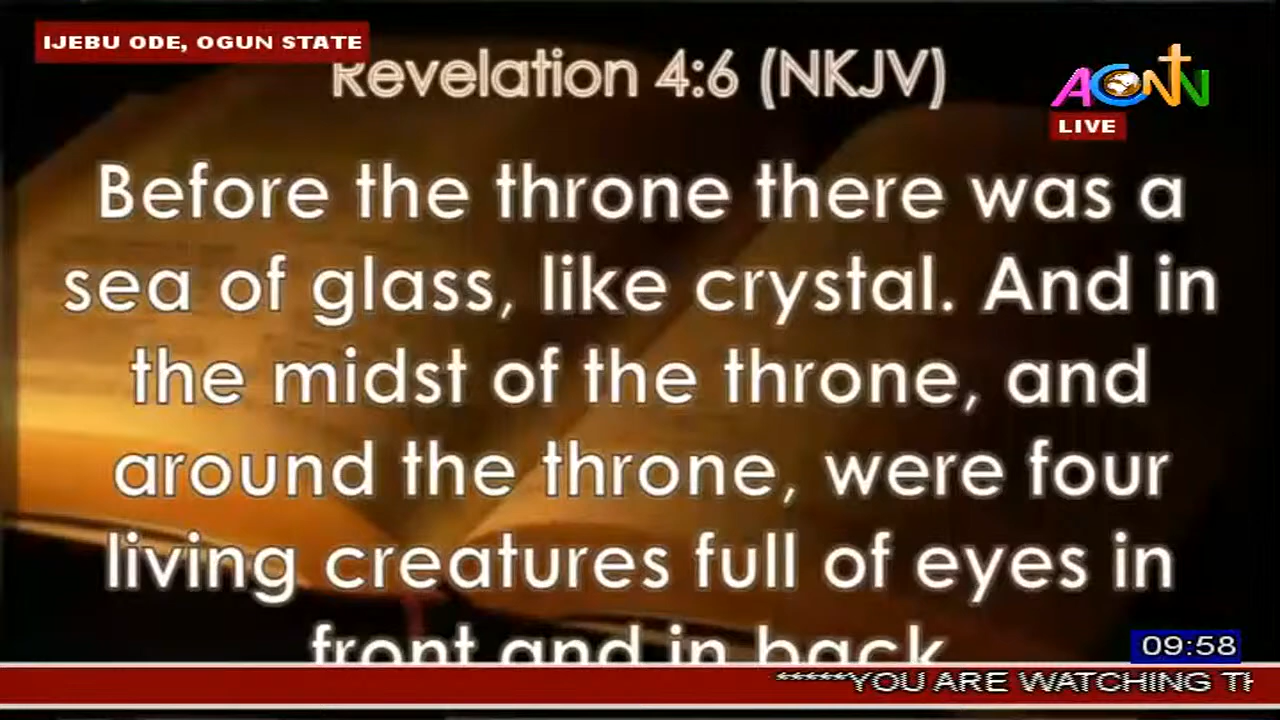 IJEBU ODE, OGUN STATE
Revelation 4:6 (NKJV)
ACNN
LIVE
Before the throne there was a
sea of glass, like crystal. And in
the midst of the throne, and
around the throne, were four
living creatures full of eyes in
front and in back
09:58
*****YOU ARE WATCHING